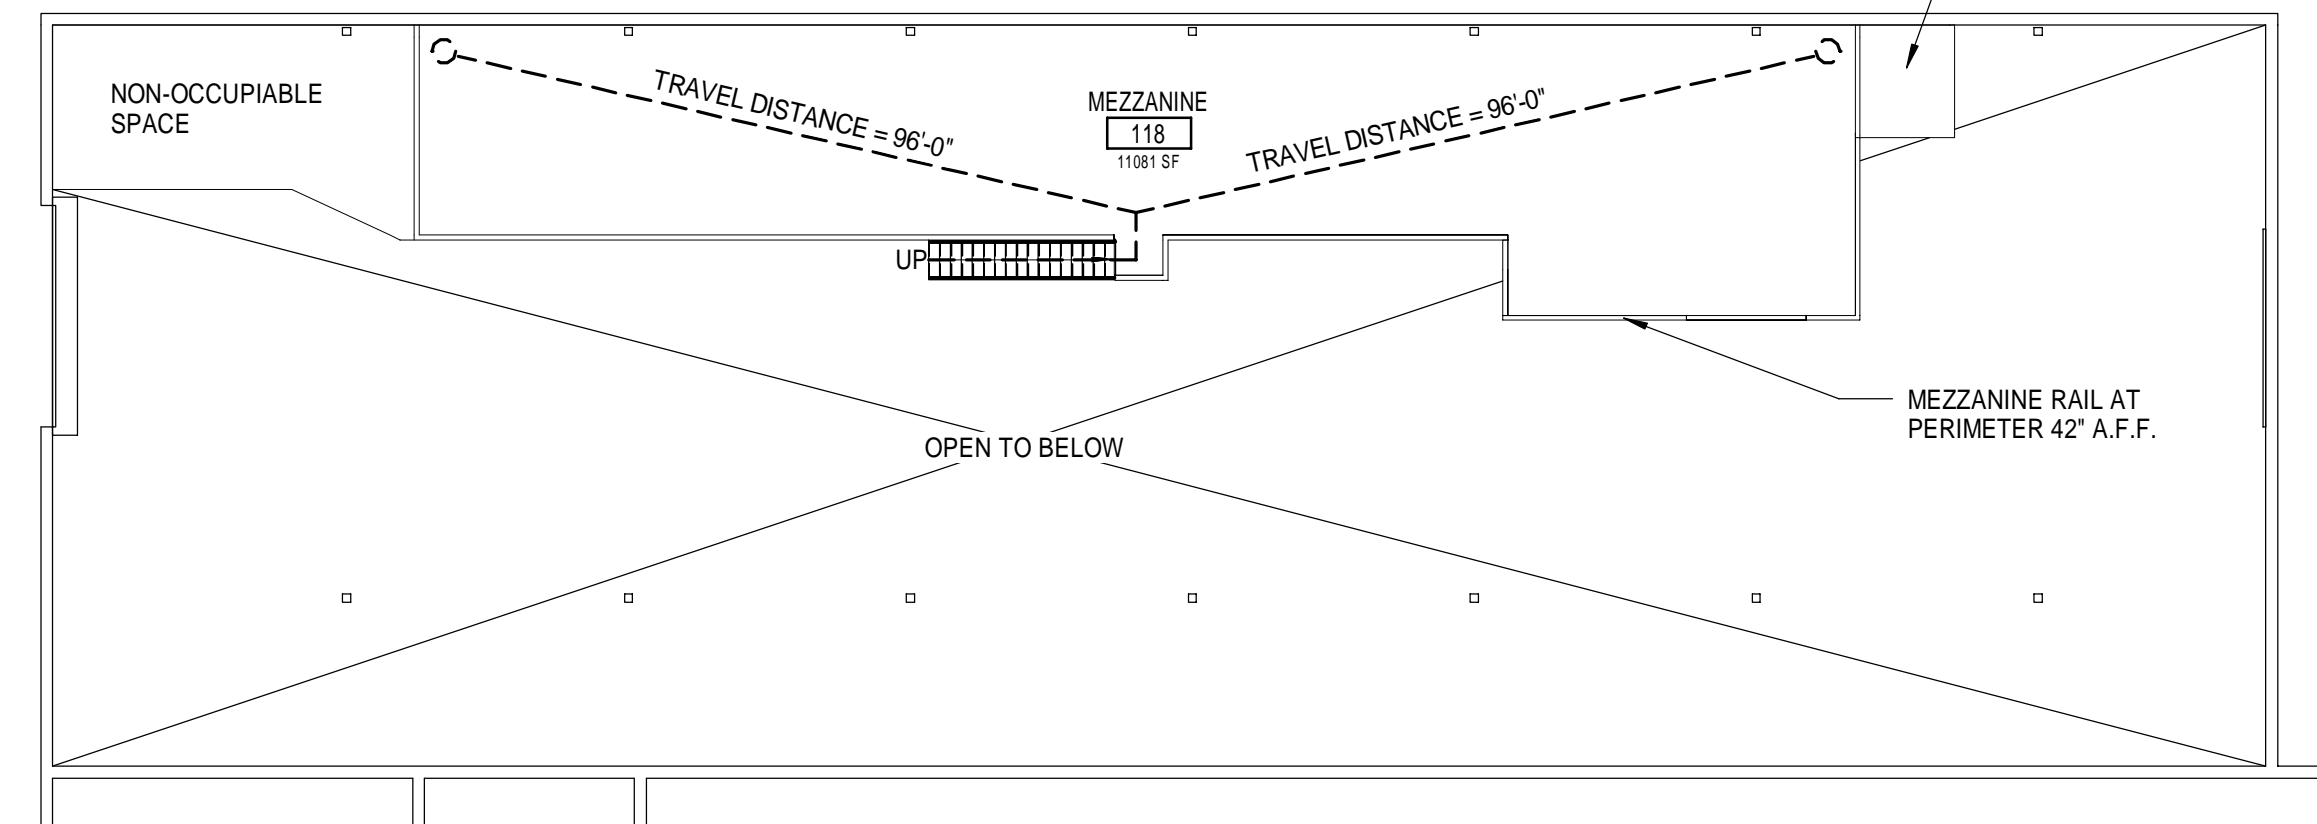 NON-OCCUPIABLE
SPACE
TRAVEL DISTANCE = 96'-0"
MEZZANINE
118
11081 SF
TRAVEL DISTANCE = 96'-0"
UP
MEZZANINE RAIL AT
PERIMETER 42" A.F.F.
OPEN TO BELOW